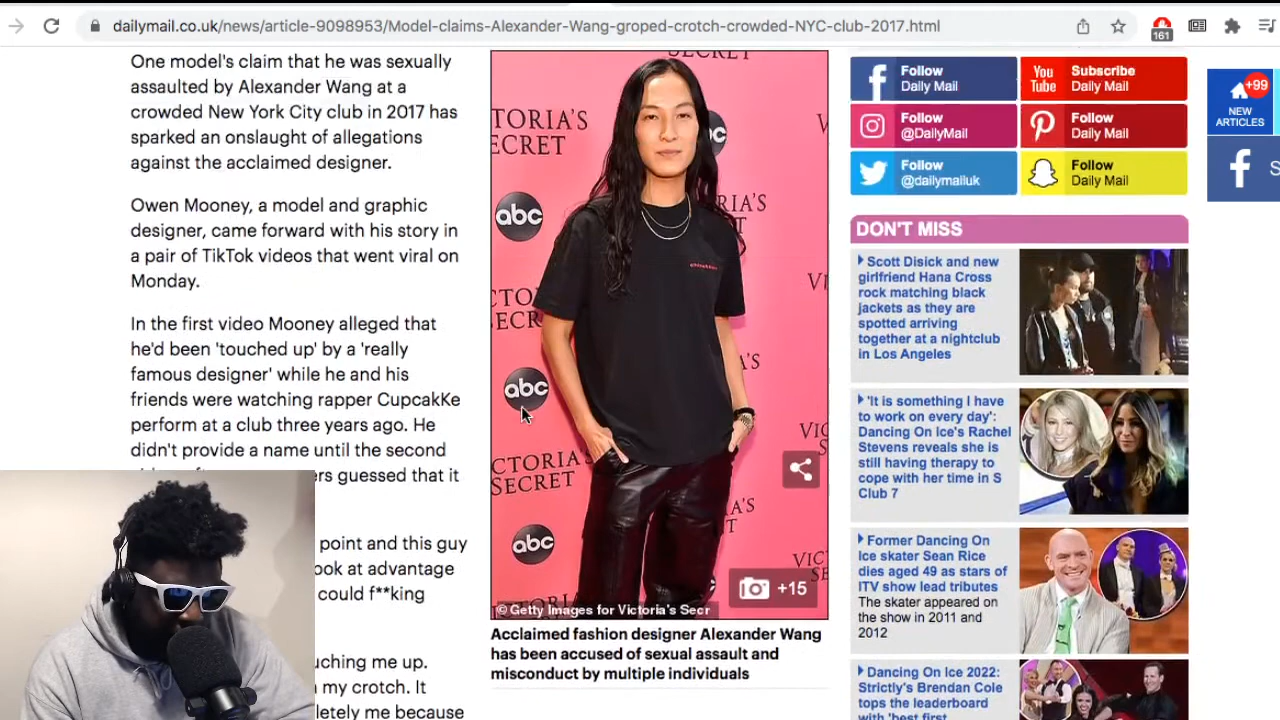 dailymail.co.uk/news/article-9098953/Model-claims-Alexander-Wang-groped-crotch-crowded-NYC-club-2017.html
161
One model's claim that he was sexually
assaulted by Alexander Wang at a
crowded New York City club in 2017 has
sparked an onslaught of allegations
against the acclaimed designer.
Owen Mooney, a model and graphic
designer, came forward with his story in
a pair of TikTok videos that went viral on
Monday.
In the first video Mooney alleged that
he'd been 'touched up' by a 'really
famous designer' while he and his
friends were watching rapper CupcakKe
perform at a club three years ago. He
didn't provide a name until the second
guessed that it
point and this guy
advantage
could f**king
me up.
my crotch. It
me because
SECRET
TORIA'S
ECRET
abc
RIA'S
SECRET
abc
VIC
CTORIA'S
SECRET
abc
+15
© Getty Images for Victoria's Secr
Acclaimed fashion designer Alexander Wang
has been accused of sexual assault and
misconduct by multiple individuals
Follow
Daily Mail
You
Tube
Subscribe
Daily Mail
Follow
@DailyMail
Follow
Daily Mail
Follow
@dailymailuk
Follow
Daily Mail
+99
NEW
ARTICLES
DON'T MISS
Scott Disick and new
girlfriend Hana Cross
rock matching black
jackets as they are
spotted arriving
together at a nightclub
in Los Angeles
'It is something I have
to work on every day':
Dancing On Ice's Rachel
Stevens reveals she is
still having therapy to
cope with her time in S
Club 7
Former Dancing On
Ice skater Sean Rice
dies aged 49 as stars of
ITV show lead tributes
The skater appeared on
the show in 2011 and
2012
Dancing On Ice 2022:
Strictly's Brendan Cole
tops the leaderboard
with 'best first